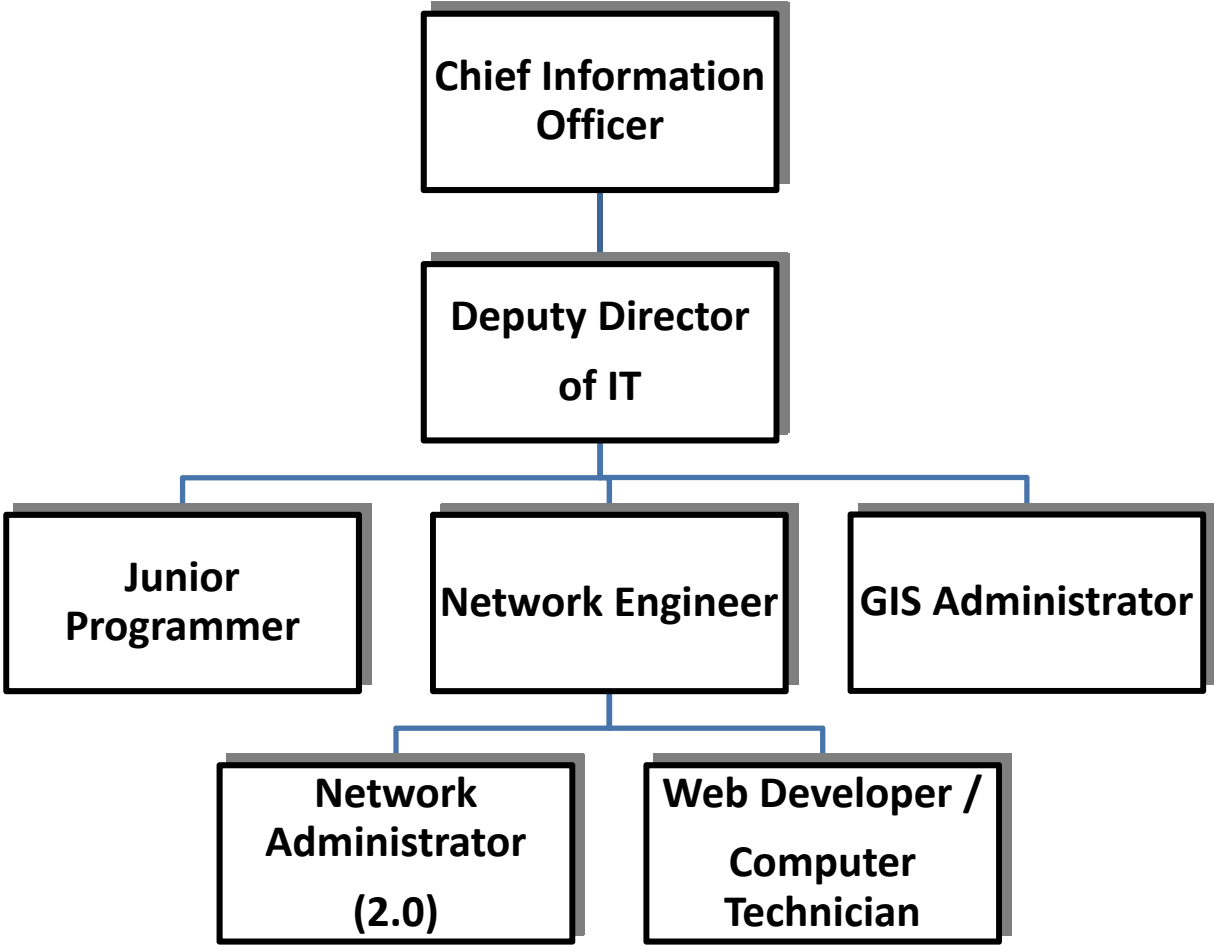 Chief Information
Officer
Deputy Director
of IT
Junior
Programmer
Network Engineer
GIS Administrator
Network
Administrator
(2.0)
Web Developer /
Computer
Technician